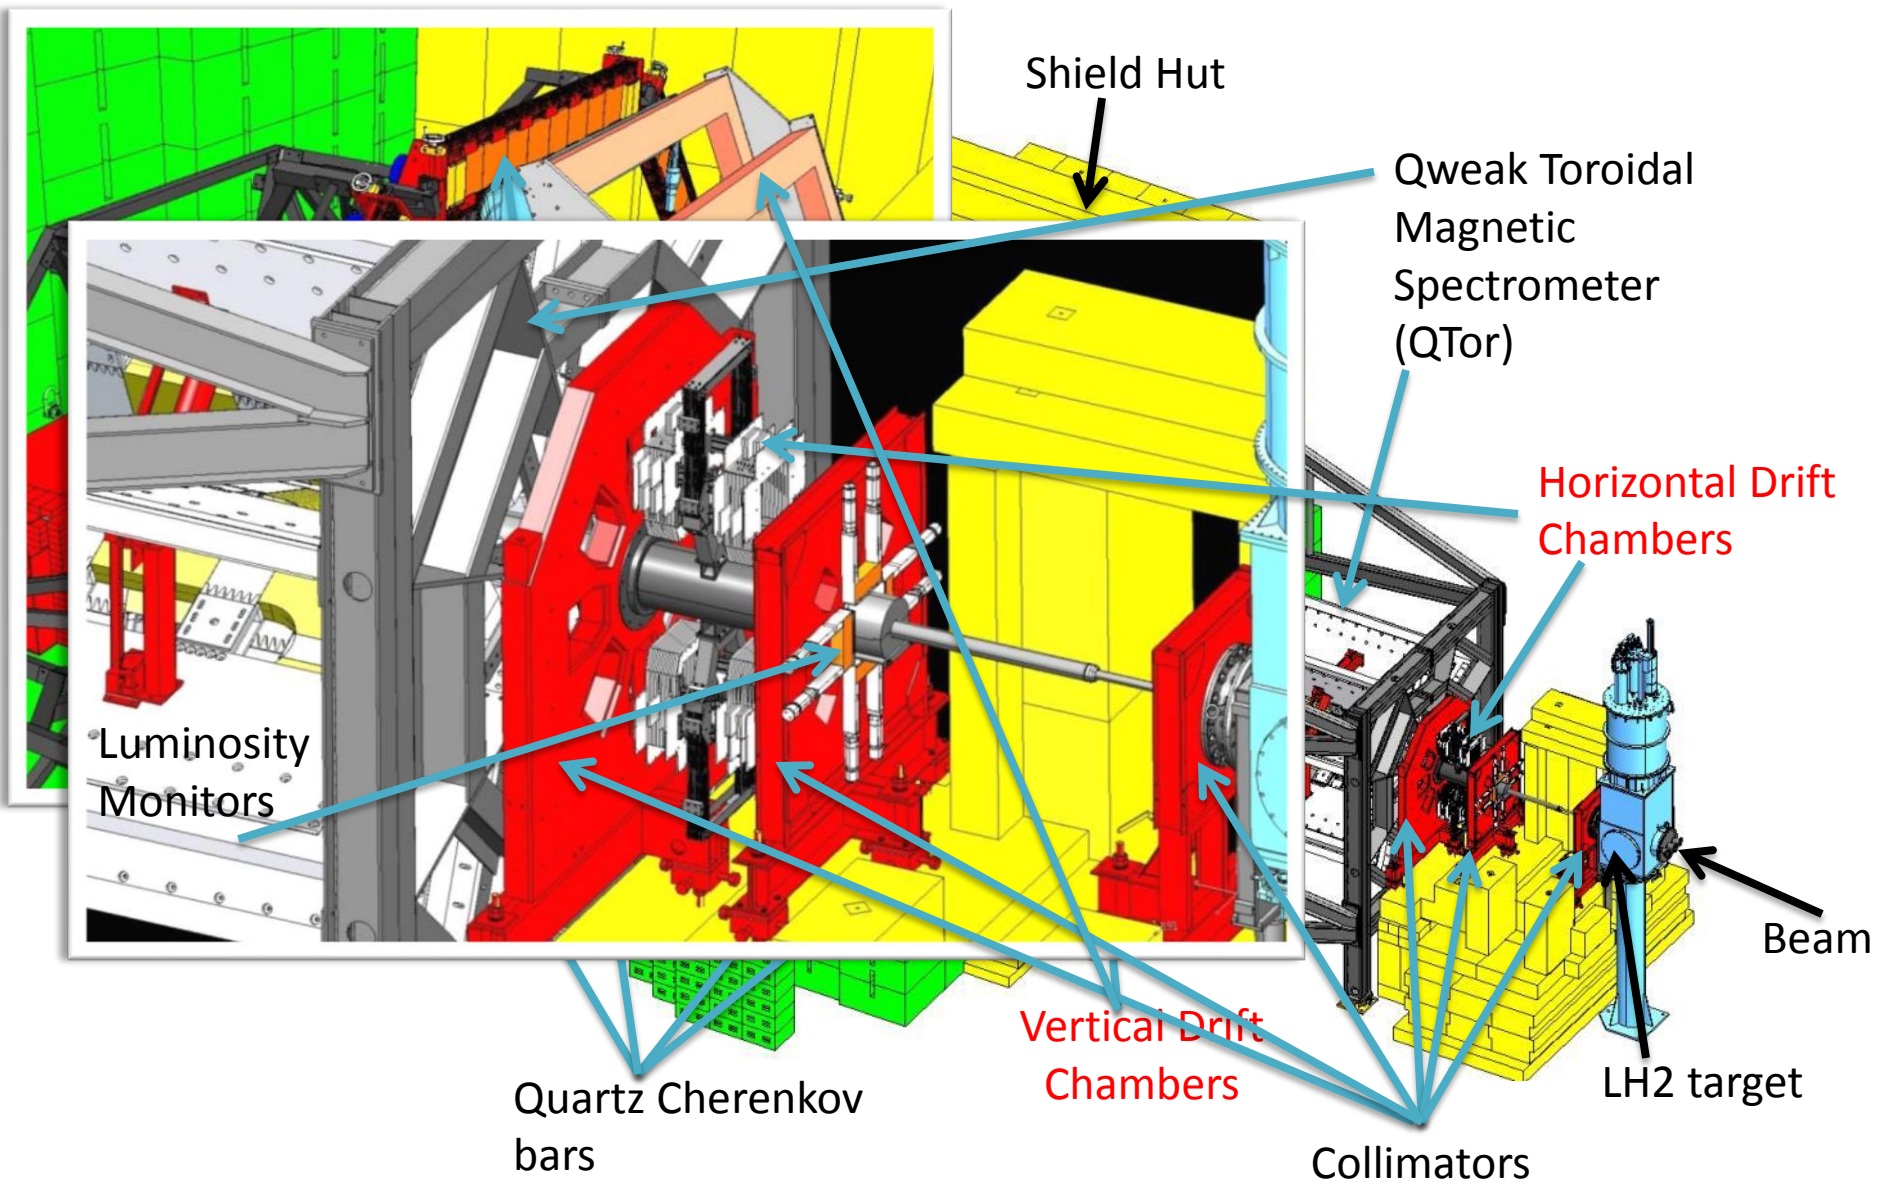 Shield Hut
Qweak Toroidal
Magnetic
Spectrometer
(QTor)
Horizontal Drift
Chambers
Luminosity
Monitors
Beam
Vertical Drift
Chambers
LH2 target
Quartz Cherenkov
bars
Collimators